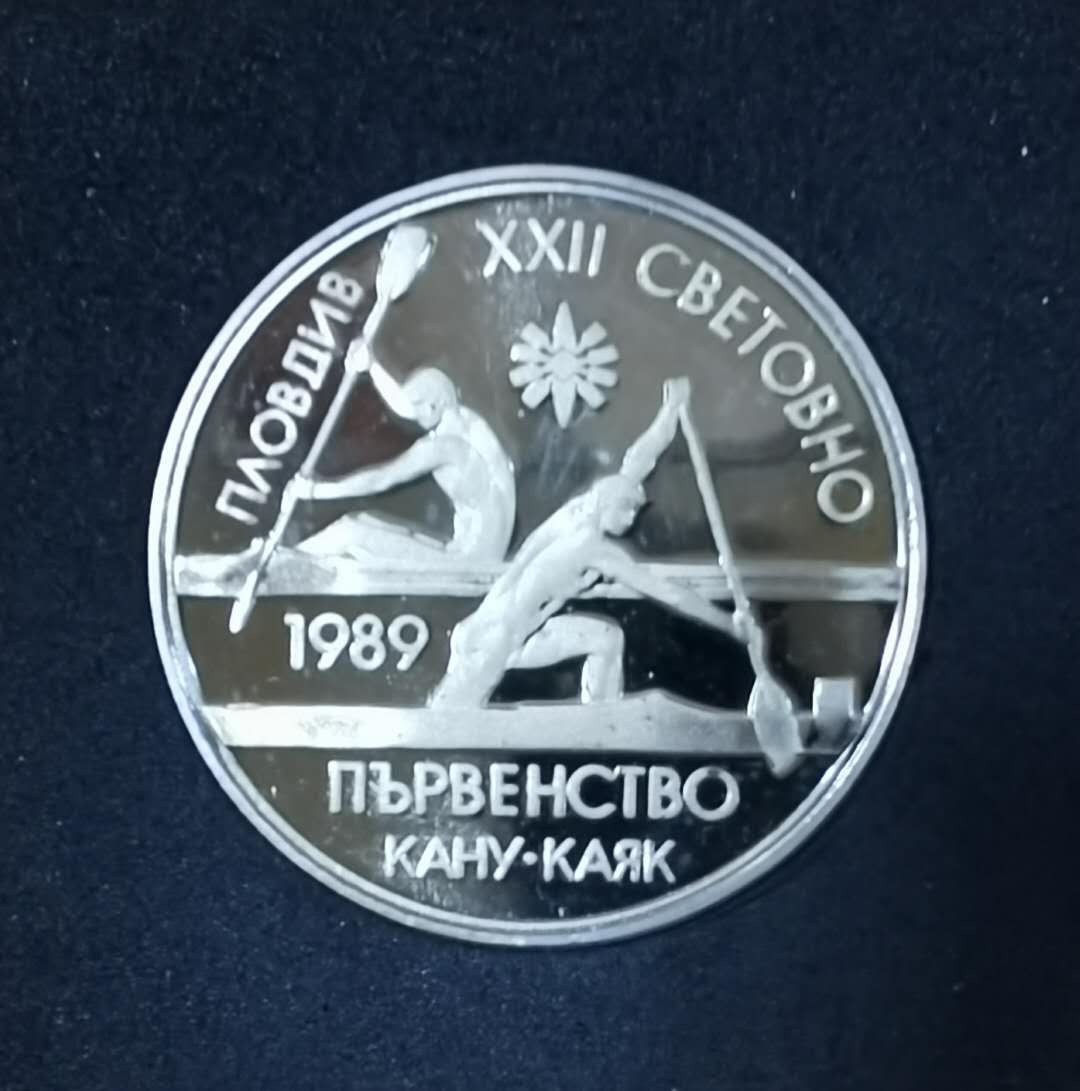 ПЛОВДИВ
XXII СВЕТОВНО
1989
ПЪРВЕНСТВО
КАНУ·КАЯК